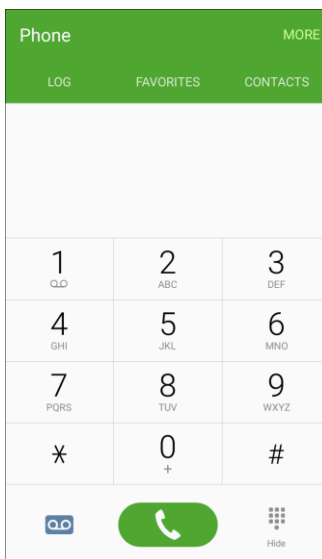 Phone MORE
LOG FAVORITES CONTACTS
1 2 3
ABC DEF
4 5 6
GHI JKL MNO
7 8 9
PQRS TUV WXYZ
* 0 #
+
Hide